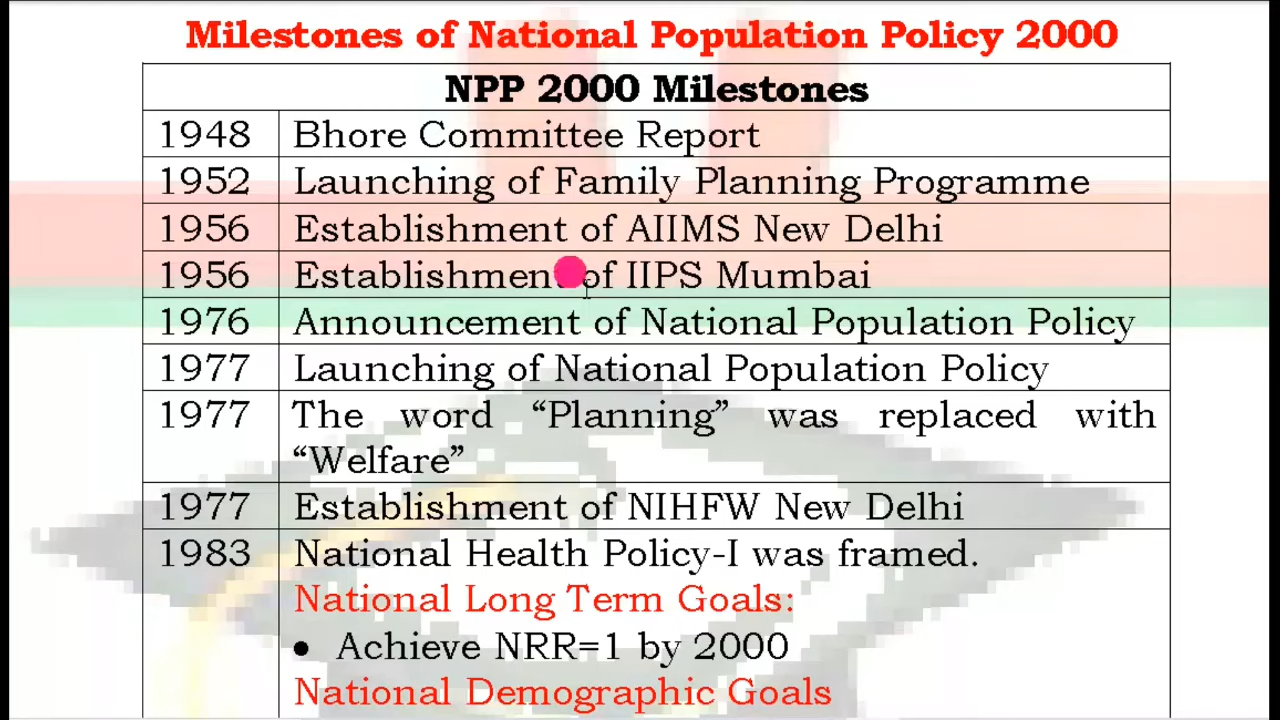 Milestones of National Population Policy 2000
NPP 2000 Milestones
1948 Bhore Committee Report
1952 Launching of Family Planning Programme
1956 Establishment of AIIMS New Delhi
1956 Establishment of IIPS Mumbai
1976 Announcement of National Population Policy
1977 Launching of National Population Policy
1977 The word “Planning” was replaced with
“Welfare”
1977 Establishment of NIHFW New Delhi
1983 National Health Policy-I was framed.
National Long Term Goals:
• Achieve NRR=1 by 2000
National Demographic Goals